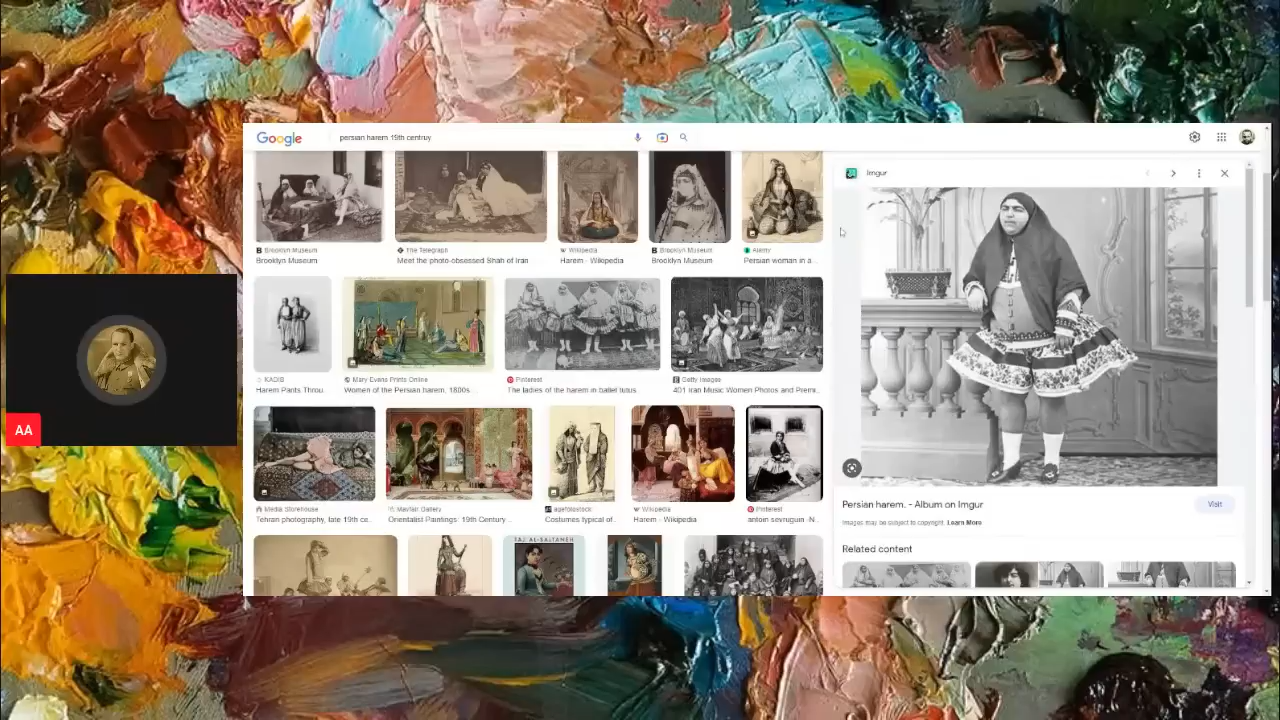 Google
persian harem 19th centruy
Imgur
Brooklyn Museum
Brooklyn Museum
The Telegraph
Meet the photo-obsessed Shah of Iran
Wikipedia
Harem - Wikipedia
Brooklyn Museum
Brooklyn Museum
Alamy
Persian woman in a...
KADIB
Harem Pants Throu...
Mary Evans Prints Online
Women of the Persian harem, 1800s...
Pinterest
The ladies of the harem in ballet tutus
Getty Images
401 Iran Music Women Photos and Premi...
AA
Media Storehouse
Tehran photography, late 19th ce...
Mayfair Gallery
Orientalist Paintings: 19th Century...
agefotostock
Costumes typical of...
Wikipedia
Harem - Wikipedia
Pinterest
antoin sevruguin -N...
Persian harem. - Album on Imgur
Visit
Images may be subject to copyright. Learn More
Related content
TAJ AL-SALTANEH